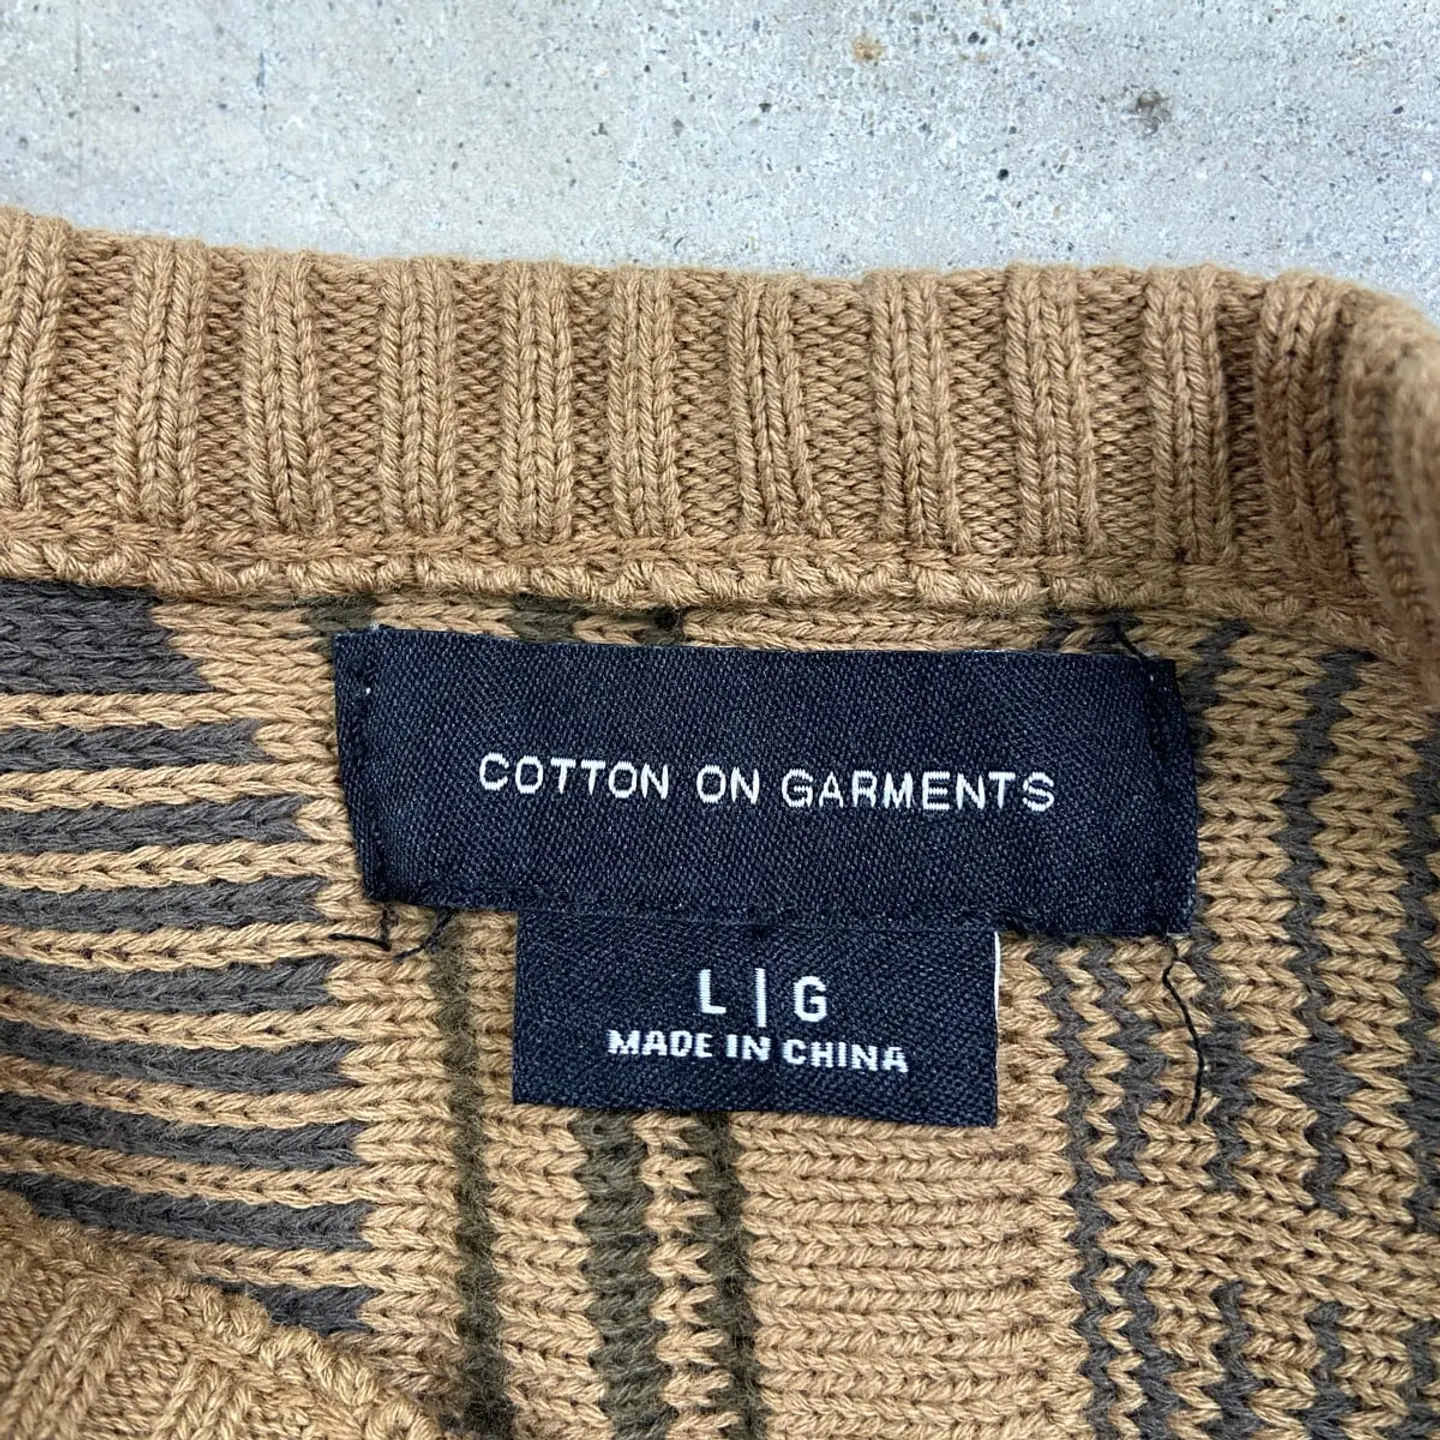 COTTON ON GARMENTS
L | G
MADE IN CHINA